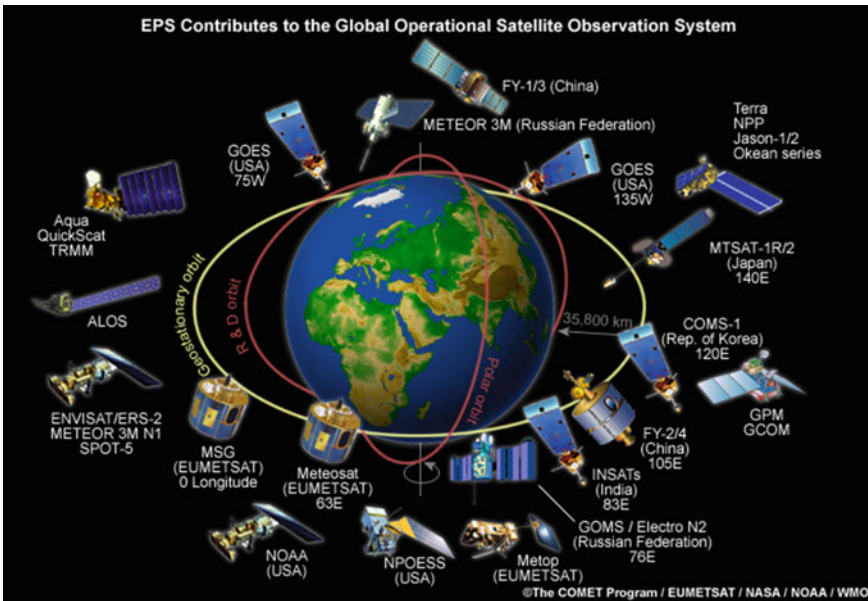 EPS Contributes to the Global Operational Satellite Observation System
FY-1/3 (China)
METEOR 3M (Russian Federation)
GOES
(USA)
75W
GOES
(USA)
135W
Terra
NPP
Jason-1/2
Okean series
Aqua
QuickScat
TRMM
MTSAT-1R/2
(Japan)
140E
ALOS
Geostationary orbit
R & D orbit
Polar orbit
35,800 km
COMS-1
(Rep. of Korea)
120E
GPM
GCOM
ENVISAT/ERS-2
METEOR 3M N1
SPOT-5
MSG
(EUMETSAT)
0 Longitude
Meteosat
(EUMETSAT)
63E
FY-2/4
(China)
105E
INSATs
(India)
83E
GOMS / Electro N2
(Russian Federation)
76E
NOAA
(USA)
NPOESS
(USA)
Metop
(EUMETSAT)
©The COMET Program / EUMETSAT / NASA / NOAA / WMO